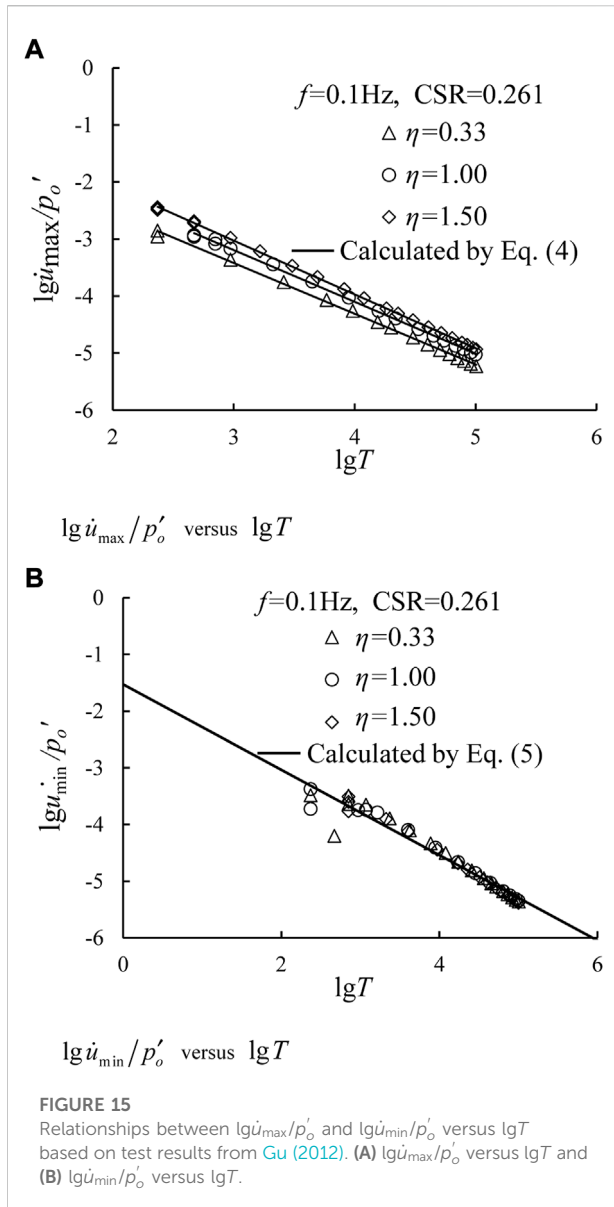 A
0
-1
-2
-3
-4
-5
-6
lgu̇max/pₒ'
f=0.1Hz, CSR=0.261
△ η=0.33
○ η=1.00
◇ η=1.50
Calculated by Eq. (4)
2 3 4 5 6
lgT
lg u̇max / p′ₒ versus lg T
B
0
-1
-2
-3
-4
-5
-6
lgu̇min/pₒ'
f=0.1Hz, CSR=0.261
△ η=0.33
○ η=1.00
◇ η=1.50
Calculated by Eq. (5)
0 2 4 6
lgT
lg u̇min / p′ₒ versus lg T
FIGURE 15
Relationships between lgu̇max/p′ₒ and lgu̇min/p′ₒ versus lgT
based on test results from Gu (2012). (A) lgu̇max/p′ₒ versus lgT and
(B) lgu̇min/p′ₒ versus lgT.